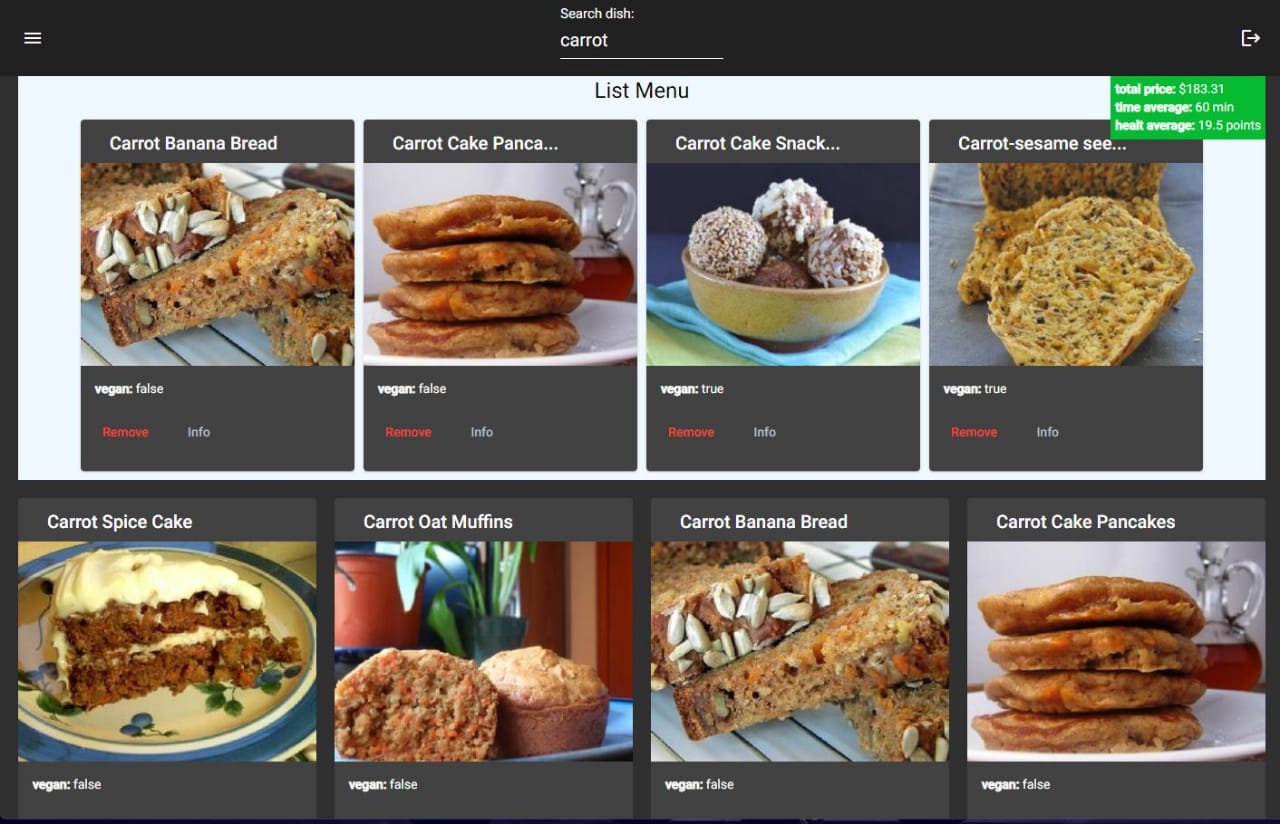 Search dish:
carrot
List Menu
total price: $183.31
time average: 60 min
healt average: 19.5 points
Carrot Banana Bread
Carrot Cake Panca...
Carrot Cake Snack...
Carrot-sesame see...
vegan: false
vegan: false
vegan: true
vegan: true
Remove Info
Remove Info
Remove Info
Remove Info
Carrot Spice Cake
Carrot Oat Muffins
Carrot Banana Bread
Carrot Cake Pancakes
vegan: false
vegan: false
vegan: false
vegan: false